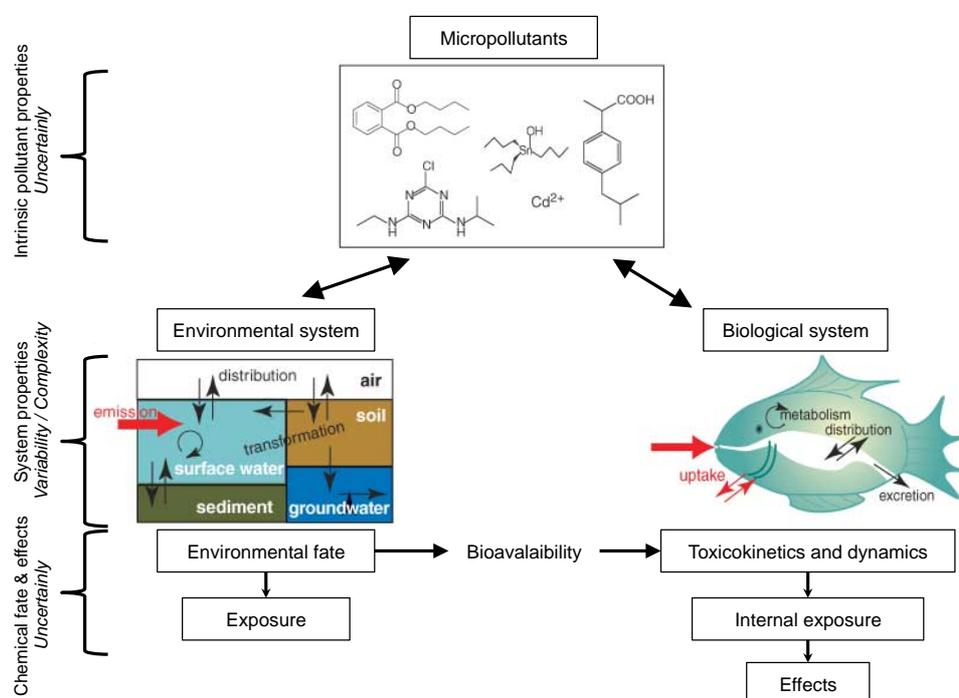 Micropollutants
Intrinsic pollutant properties
Uncertainly
O
O
O
O
OH
Sn
COOH
Cl
N
N
N
N
H
N
H
Cd2+
Environmental system
Biological system
System properties
Variability / Complexity
distribution
air
emission
soil
transformation
surface water
sediment
groundwater
metabolism
distribution
uptake
excretion
Chemical fate & effects
Uncertainly
Environmental fate
Bioavalaibility
Toxicokinetics and dynamics
Exposure
Internal exposure
Effects